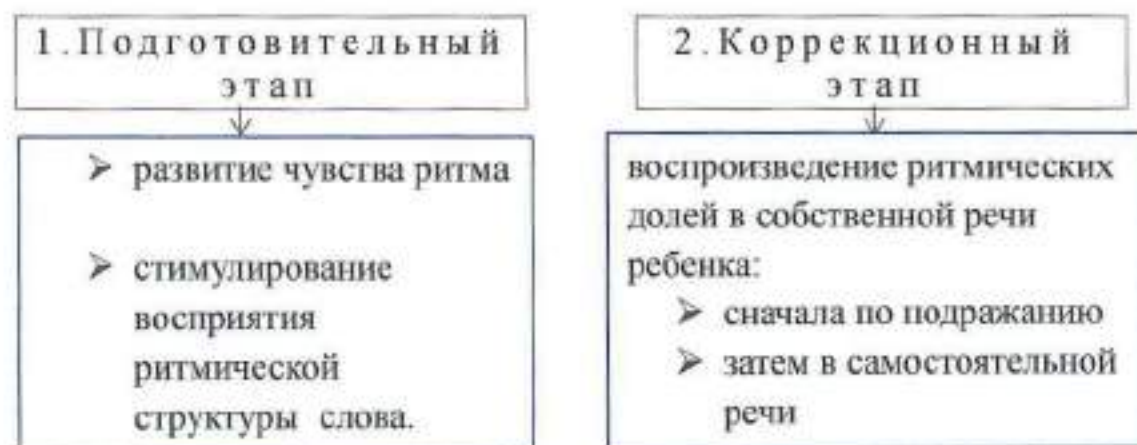 1.Подготовительный
этап
➢ развитие чувства ритма
➢ стимулирование
восприятия
ритмической
структуры слова.
2.Коррекционный
этап
воспроизведение ритмических
долей в собственной речи
ребенка:
➢ сначала по подражанию
➢ затем в самостоятельной
речи